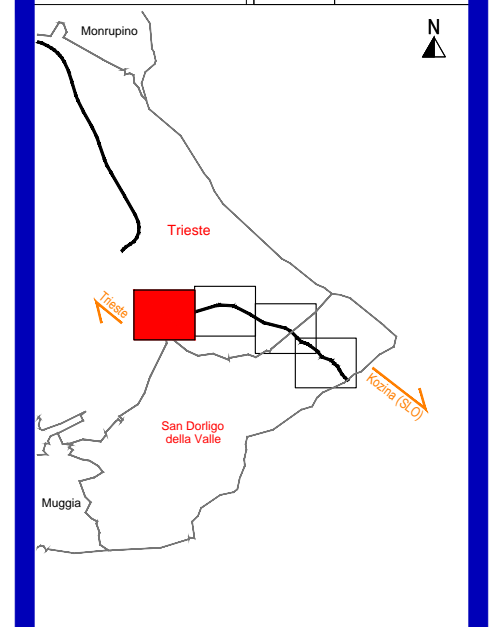 N
Monrupino
Trieste
Trieste
Kozina (SLO)
San Dorligo
della Valle
Muggia